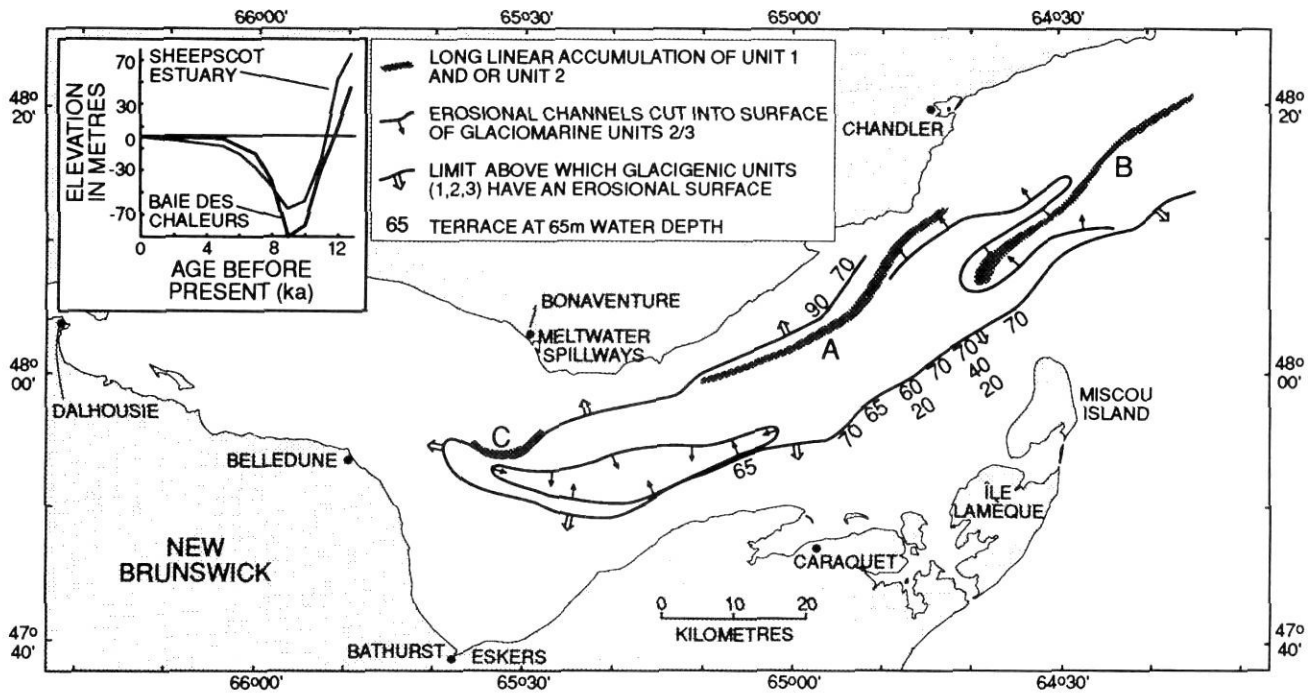 66°00' 65°30' 65°00' 64°30'
SHEEPSCOT
ESTUARY
ELEVATION
IN METRES
70
30
0
-30
-70
BAIE DES
CHALEURS
0 4 8 12
AGE BEFORE
PRESENT (ka)
LONG LINEAR ACCUMULATION OF UNIT 1
AND OR UNIT 2
EROSIONAL CHANNELS CUT INTO SURFACE
OF GLACIOMARINE UNITS 2/3
LIMIT ABOVE WHICH GLACIGENIC UNITS
(1,2,3) HAVE AN EROSIONAL SURFACE
65 TERRACE AT 65m WATER DEPTH
48°
20'
48°
20'
CHANDLER
B
70
90
BONAVENTURE
MELTWATER
SPILLWAYS
A
48°
00'
48°
00'
DALHOUSIE
70
70
40
20
70
60
20
65
70
MISCOU
ISLAND
C
BELLEDUNE
65
ÎLE
LAMÈQUE
NEW
BRUNSWICK
CARAQUET
0 10 20
KILOMETRES
47°
40'
47°
40'
BATHURST
ESKERS
66°00' 65°30' 65°00' 64°30'